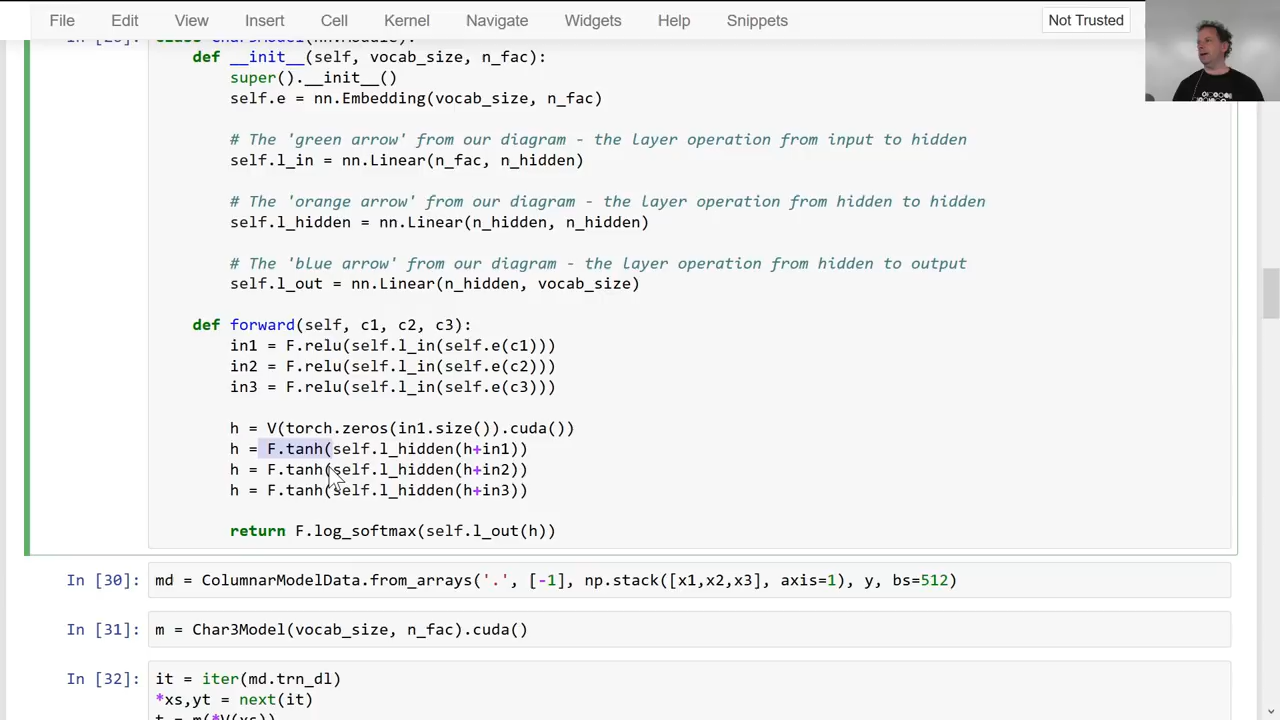 File Edit View Insert Cell Kernel Navigate Widgets Help Snippets Not Trusted
class Char3Model(nn.Module):
def __init__(self, vocab_size, n_fac):
super().__init__()
self.e = nn.Embedding(vocab_size, n_fac)
# The 'green arrow' from our diagram - the layer operation from input to hidden
self.l_in = nn.Linear(n_fac, n_hidden)
# The 'orange arrow' from our diagram - the layer operation from hidden to hidden
self.l_hidden = nn.Linear(n_hidden, n_hidden)
# The 'blue arrow' from our diagram - the layer operation from hidden to output
self.l_out = nn.Linear(n_hidden, vocab_size)
def forward(self, c1, c2, c3):
in1 = F.relu(self.l_in(self.e(c1)))
in2 = F.relu(self.l_in(self.e(c2)))
in3 = F.relu(self.l_in(self.e(c3)))
h = V(torch.zeros(in1.size()).cuda())
h = F.tanh(self.l_hidden(h+in1))
h = F.tanh(self.l_hidden(h+in2))
h = F.tanh(self.l_hidden(h+in3))
return F.log_softmax(self.l_out(h))
In [30]: md = ColumnarModelData.from_arrays('.', [-1], np.stack([x1,x2,x3], axis=1), y, bs=512)
In [31]: m = Char3Model(vocab_size, n_fac).cuda()
In [32]: it = iter(md.trn_dl)
*xs,yt = next(it)
t = m(*V(xs))